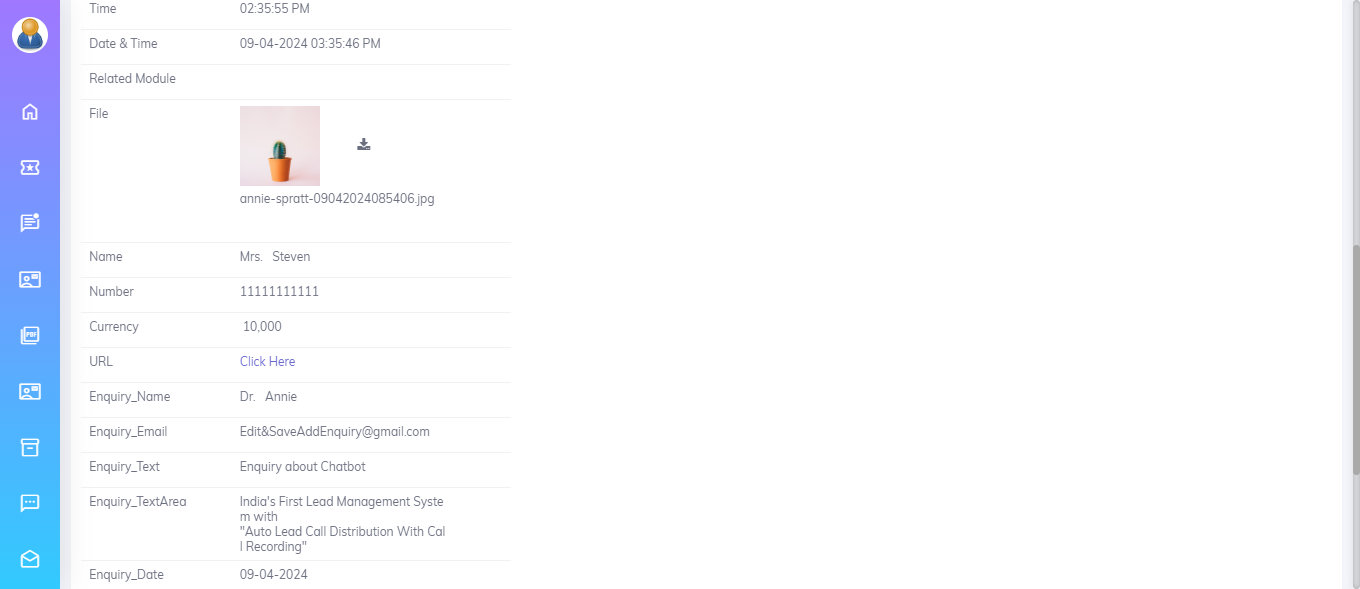 Time 02:35:55 PM
Date & Time 09-04-2024 03:35:46 PM
Related Module
File
annie-spratt-09042024085406.jpg
Name Mrs. Steven
Number 11111111111
Currency 10,000
URL Click Here
Enquiry_Name Dr. Annie
Enquiry_Email Edit&SaveAddEnquiry@gmail.com
Enquiry_Text Enquiry about Chatbot
Enquiry_TextArea India's First Lead Management Syste
m with
"Auto Lead Call Distribution With Cal
l Recording"
Enquiry_Date 09-04-2024
PDF